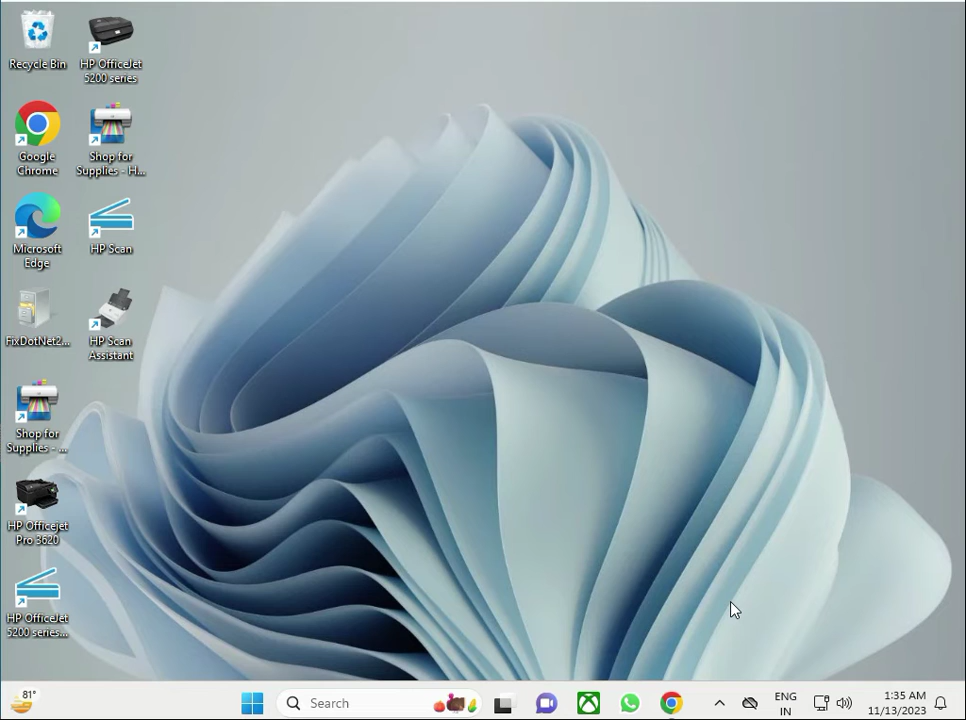 Recycle Bin
HP OfficeJet
5200 series
Google
Chrome
Shop for
Supplies - H...
Microsoft
Edge
HP Scan
FixDotNet2...
HP Scan
Assistant
Shop for
Supplies - ...
HP Officejet
Pro 3620
HP OfficeJet
5200 series...
81°
Search
ENG
IN
1:35 AM
11/13/2023